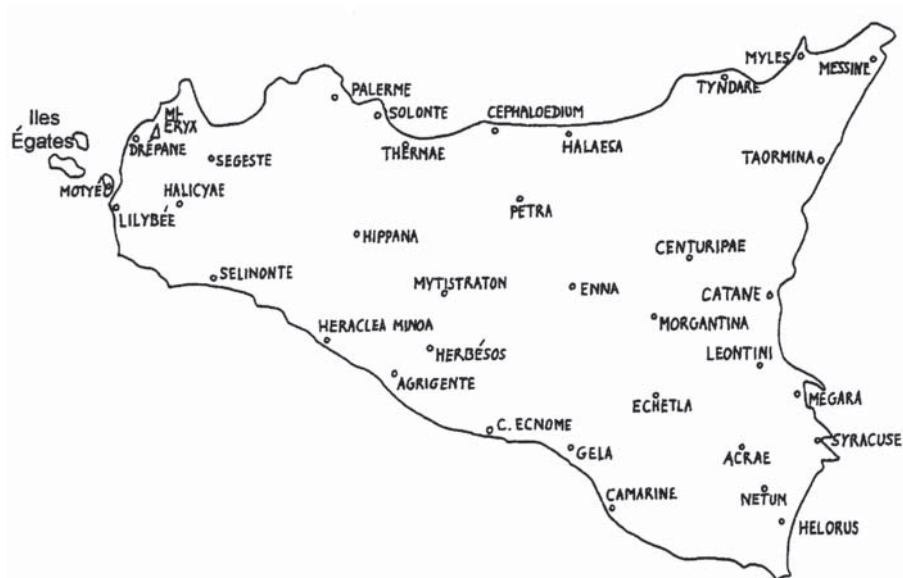 MYLES
MESSINE
TYNDARE
PALERME
SOLONTE
CEPHALOEDIUM
Iles
Égates
MT
ERYX
DRÉPANE
THERMAE
HALAESA
SEGESTE
TAORMINA
MOTYÉ
HALICYAE
LILYBÉE
PETRA
HIPPANA
CENTURIPAE
SELINONTE
MYTISTRATON
ENNA
CATANE
MORGANTINA
HERACLEA MINOA
HERBÉSOS
LEONTINI
AGRIGENTE
ECHETLA
MÉGARA
C. ECNOME
SYRACUSE
GELA
ACRAE
CAMARINE
NETUM
HELORUS